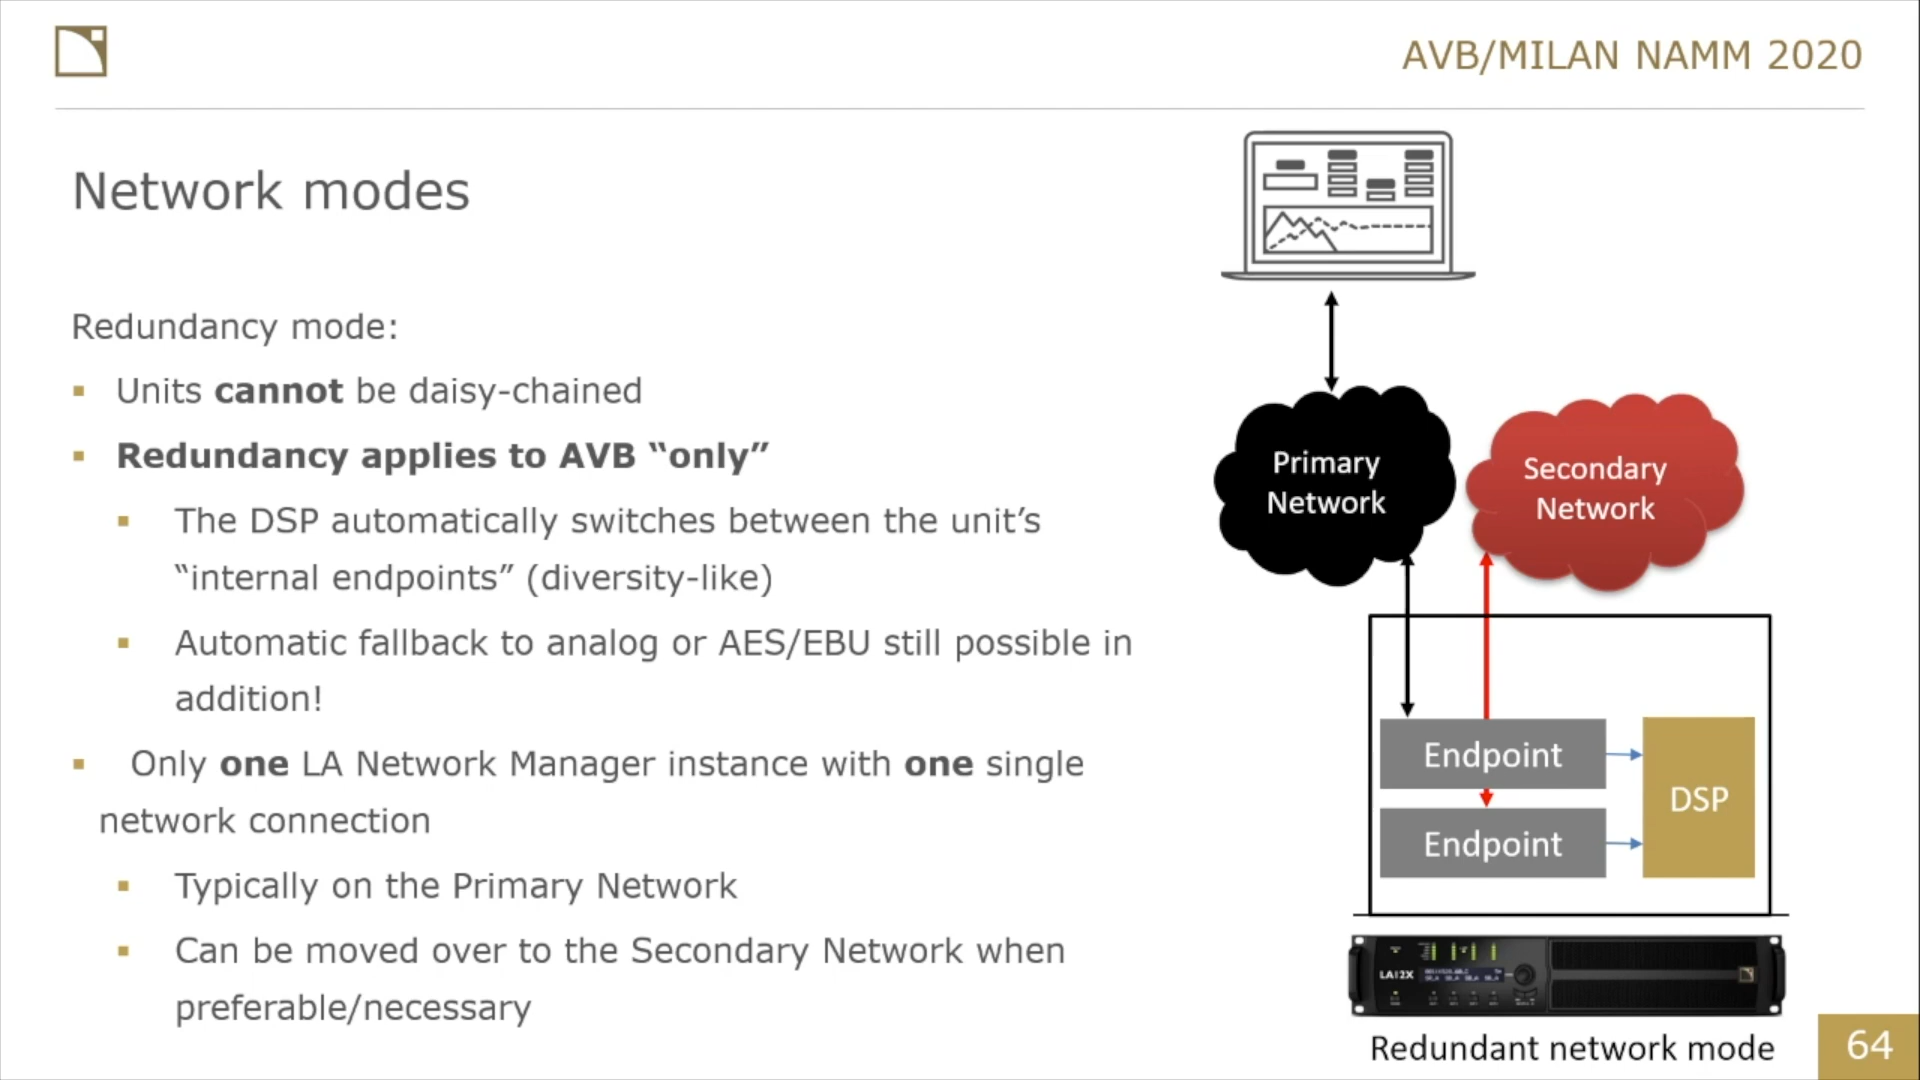 AVB/MILAN NAMM 2020
Network modes
Redundancy mode:
Units cannot be daisy-chained
Redundancy applies to AVB “only”
The DSP automatically switches between the unit’s
“internal endpoints” (diversity-like)
Automatic fallback to analog or AES/EBU still possible in
addition!
Only one LA Network Manager instance with one single
network connection
Typically on the Primary Network
Can be moved over to the Secondary Network when
preferable/necessary
Primary
Network
Secondary
Network
Endpoint
Endpoint
DSP
LA12X
Redundant network mode
64